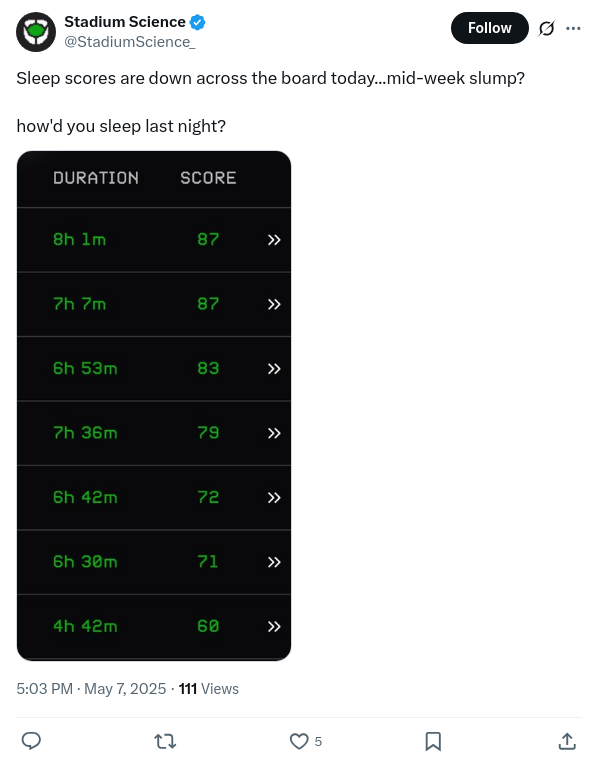 Stadium Science
@StadiumScience_
Follow
Sleep scores are down across the board today...mid-week slump?
how'd you sleep last night?
DURATION SCORE
8h 1m 87 »
7h 7m 87 »
6h 53m 83 »
7h 36m 79 »
6h 42m 72 »
6h 30m 71 »
4h 42m 60 »
5:03 PM · May 7, 2025 · 111 Views
5